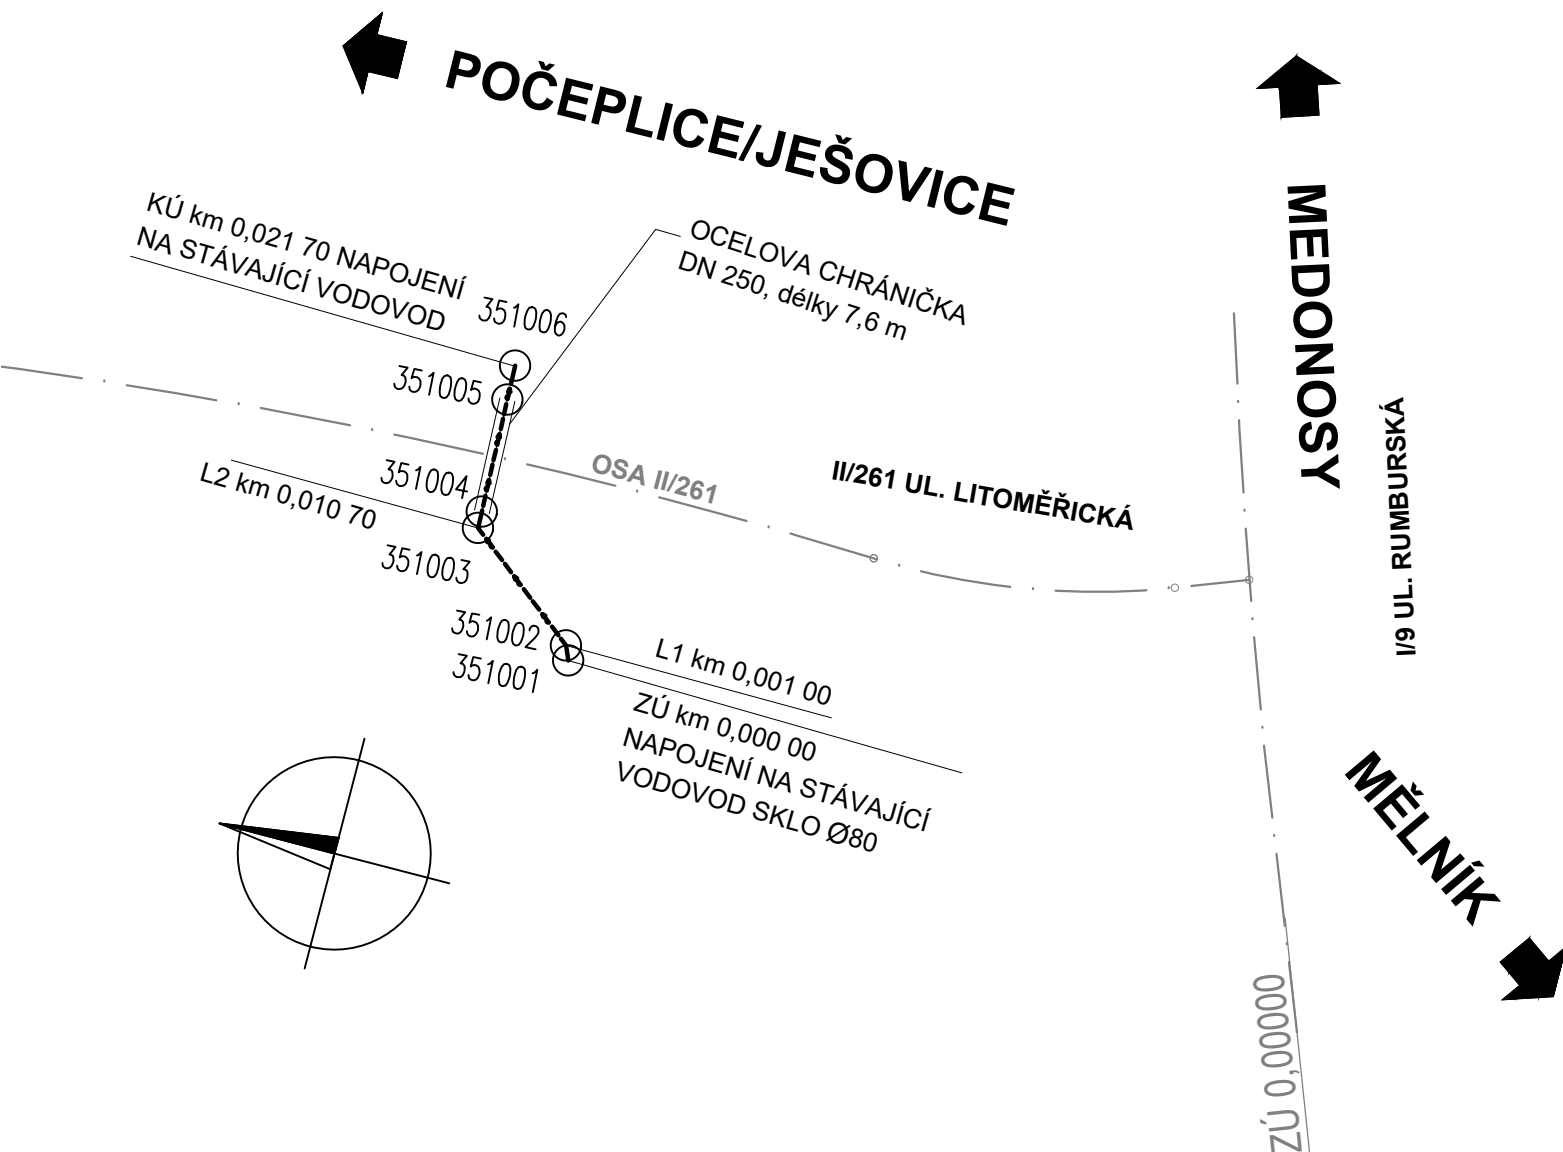 POČEPLICE/JEŠOVICE
MEDONOSY
KÚ km 0,021 70 NAPOJENÍ
NA STÁVAJÍCÍ VODOVOD
OCELOVA CHRÁNIČKA
DN 250, délky 7,6 m
351006
351005
351004
L2 km 0,010 70
351003
OSA II/261
II/261 UL. LITOMĚŘICKÁ
I/9 UL. RUMBURSKÁ
351002
351001
L1 km 0,001 00
ZÚ km 0,000 00
NAPOJENÍ NA STÁVAJÍCÍ
VODOVOD SKLO Ø80
MĚLNÍK
ZÚ 0,00000